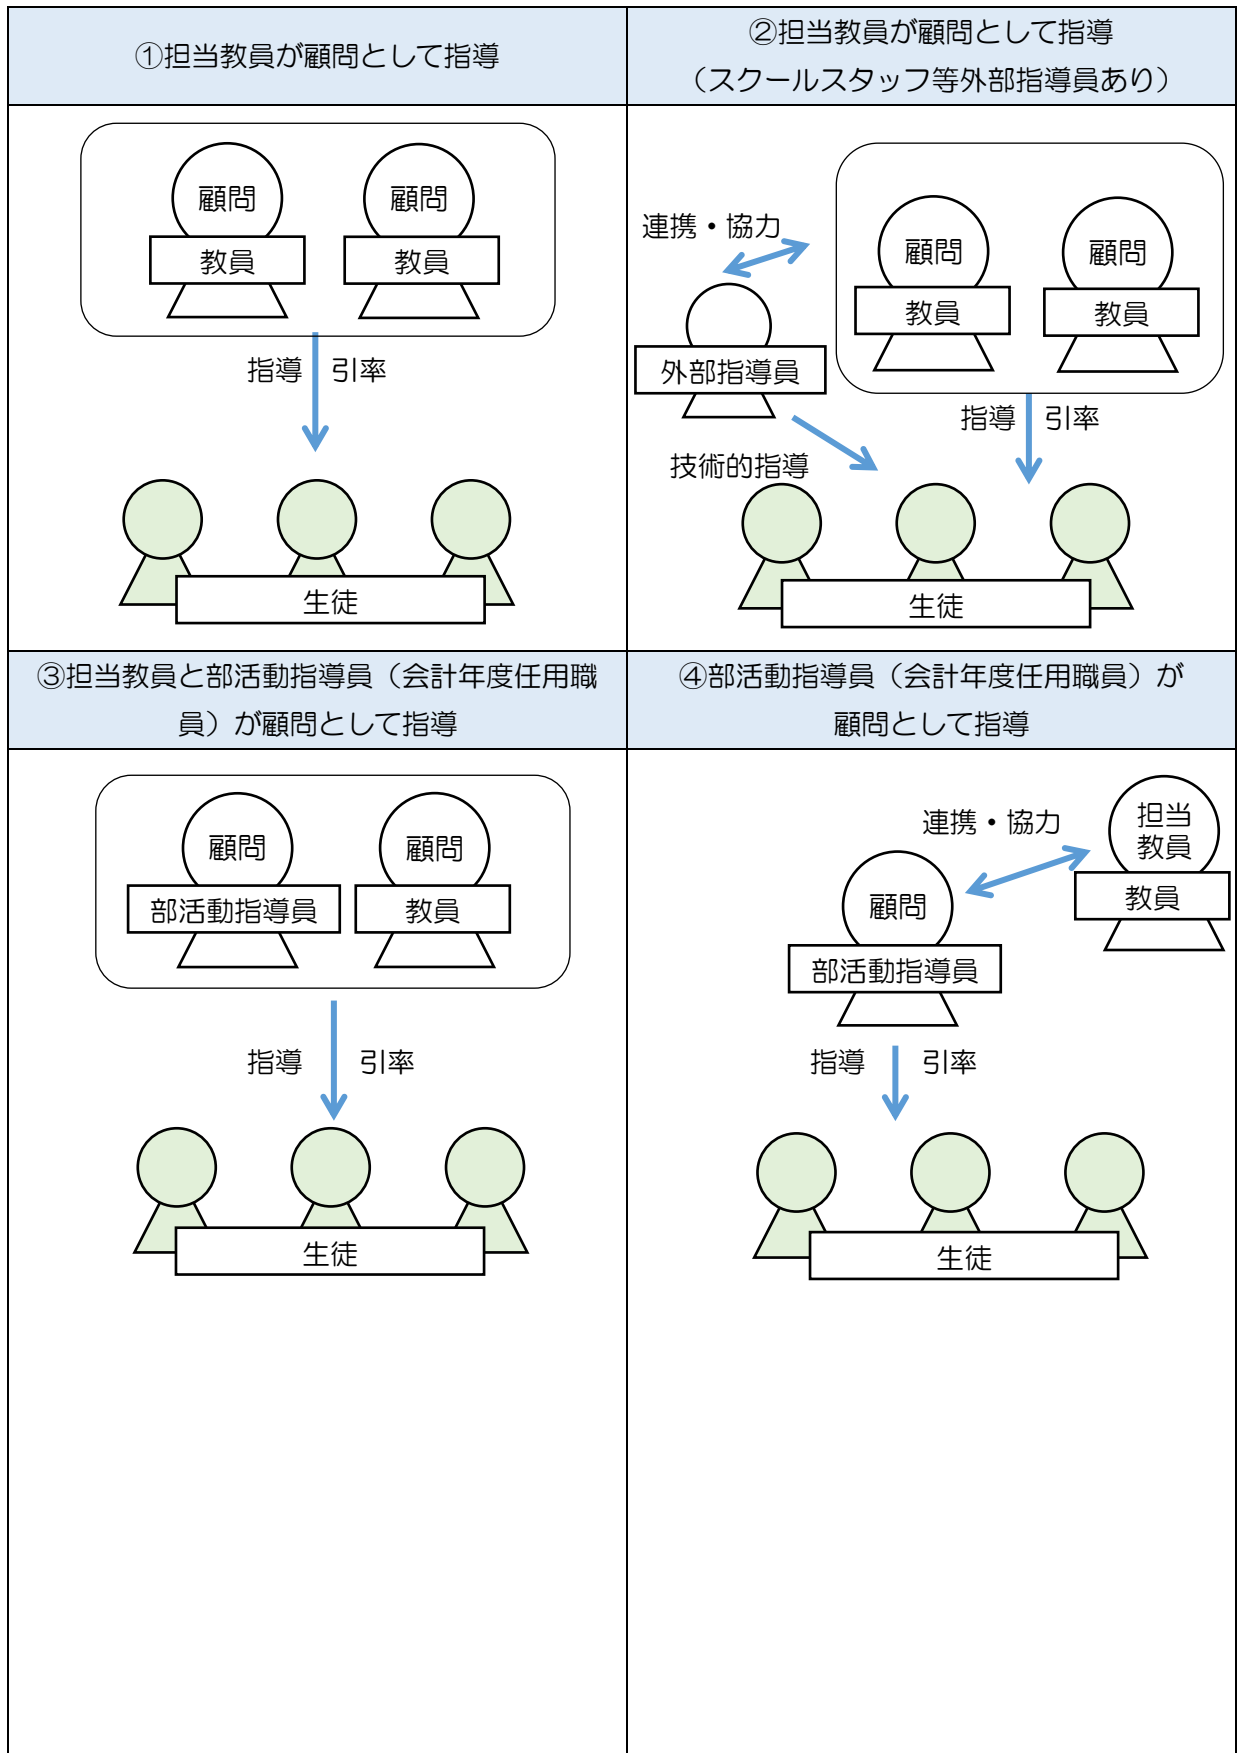 ①担当教員が顧問として指導
②担当教員が顧問として指導
（スクールスタッフ等外部指導員あり）
顧問
顧問
教員
教員
指導
引率
生徒
連携・協力
顧問
顧問
教員
教員
外部指導員
指導
引率
技術的指導
生徒
③担当教員と部活動指導員（会計年度任用職
員）が顧問として指導
④部活動指導員（会計年度任用職員）が
顧問として指導
顧問
顧問
部活動指導員
教員
指導
引率
生徒
連携・協力
担当
教員
教員
顧問
部活動指導員
指導
引率
生徒